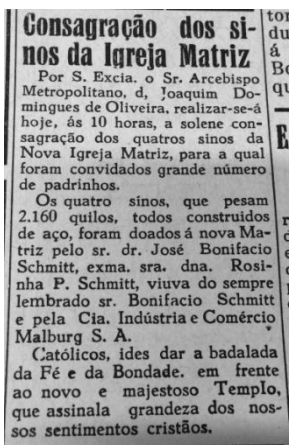 Consagração dos si-
nos da Igreja Matriz
Por S. Excia. o Sr. Arcebispo
Metropolitano, d, Joaquim Do-
mingues de Oliveira, realizar-se-á
hoje, ás 10 horas, a solene con-
sagração dos quatros sinos da
Nova Igreja Matriz, para a qual
foram convidados grande número
de padrinhos.
Os quatro sinos, que pesam
2.160 quilos, todos construidos
de aço, foram doados á nova Ma-
triz pelo sr. dr. José Bonifacio
Schmitt, exma. sra. dna. Rosi-
nha P. Schmitt, viuva do sempre
lembrado sr. Bonifacio Schmitt
e pela Cia. Indústria e Comércio
Malburg S. A.
Católicos, ides dar a badalada
da Fé e da Bondade. em frente
ao novo e majestoso Templo,
que assinala grandeza dos nos-
sos sentimentos cristãos.